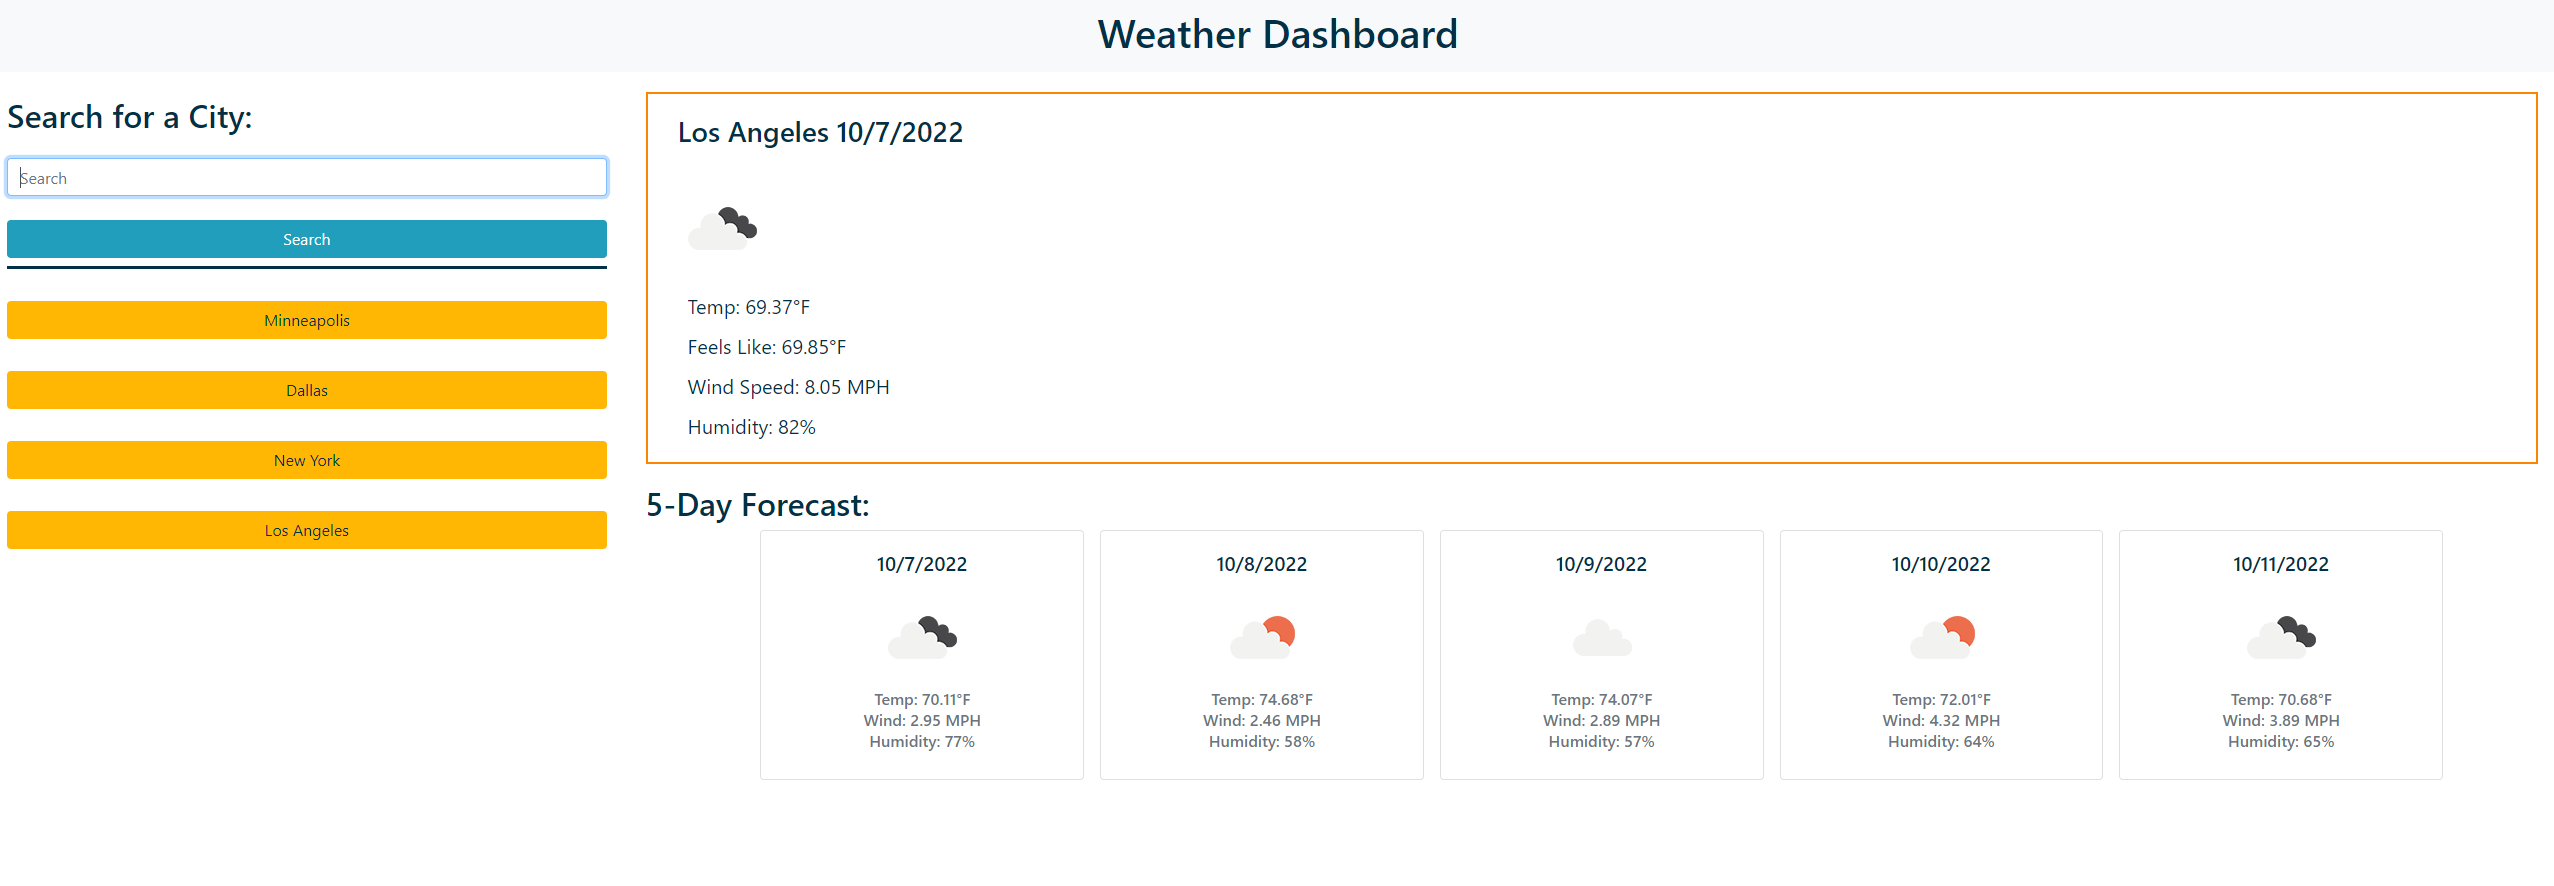 Weather Dashboard
Search for a City:
Search
Search
Minneapolis
Dallas
New York
Los Angeles
Los Angeles 10/7/2022
Temp: 69.37°F
Feels Like: 69.85°F
Wind Speed: 8.05 MPH
Humidity: 82%
5-Day Forecast:
10/7/2022
Temp: 70.11°F
Wind: 2.95 MPH
Humidity: 77%
10/8/2022
Temp: 74.68°F
Wind: 2.46 MPH
Humidity: 58%
10/9/2022
Temp: 74.07°F
Wind: 2.89 MPH
Humidity: 57%
10/10/2022
Temp: 72.01°F
Wind: 4.32 MPH
Humidity: 64%
10/11/2022
Temp: 70.68°F
Wind: 3.89 MPH
Humidity: 65%